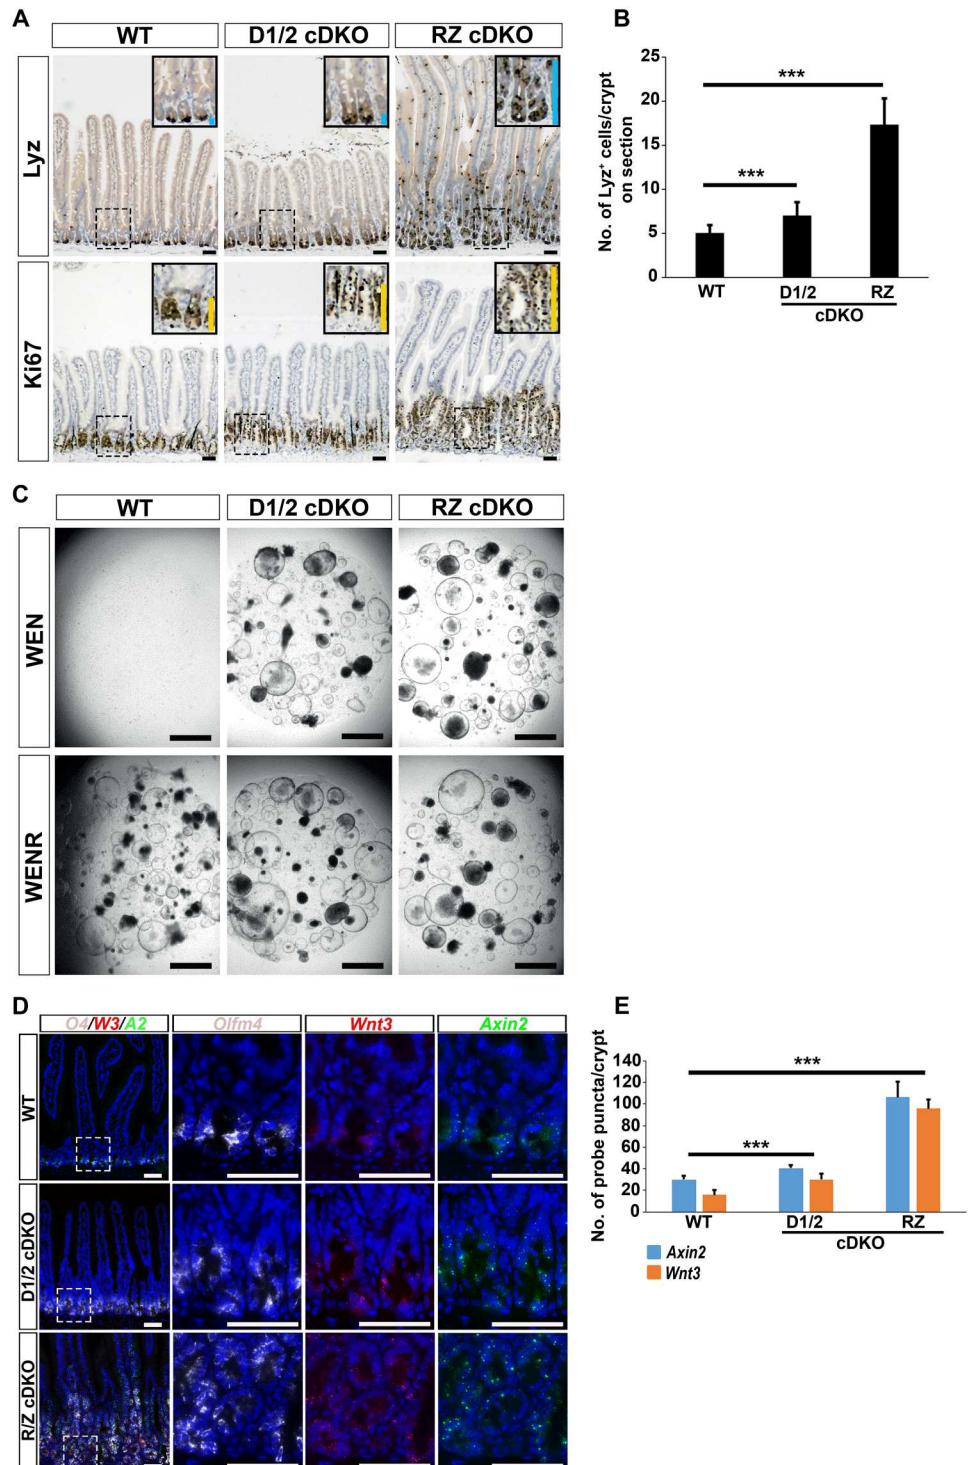 A
WT
D1/2 cDKO
RZ cDKO
Lyz
Ki67
B
No. of Lyz⁺ cells/crypt
on section
25
20
15
10
5
0
***
***
WT
D1/2
RZ
cDKO
C
WT
D1/2 cDKO
RZ cDKO
WEN
WENR
D
O4/W3/A2
Olfm4
Wnt3
Axin2
WT
D1/2 cDKO
R/Z cDKO
E
No. of probe puncta/crypt
140
120
100
80
60
40
20
0
***
***
WT
D1/2
RZ
cDKO
Axin2
Wnt3